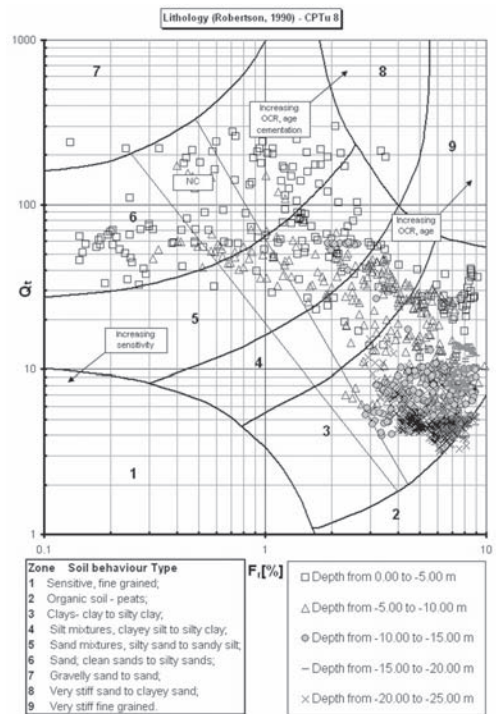 Lithology (Robertson, 1990) - CPTu 8
1000
100
10
1
Qt
7
8
Increasing
OCR, age
cementation
9
NC
6
Increasing
OCR, age
5
Increasing
sensitivity
4
3
1
2
0.1
1
10
Fr[%]
Zone Soil behaviour Type
1 Sensitive, fine grained;
2 Organic soil - peats;
3 Clays- clay to silty clay;
4 Silt mixtures, clayey silt to silty clay;
5 Sand mixtures, silty sand to sandy silt;
6 Sand; clean sands to silty sands;
7 Gravelly sand to sand;
8 Very stiff sand to clayey sand;
9 Very stiff fine grained.
Depth from 0.00 to -5.00 m
Depth from -5.00 to -10.00 m
Depth from -10.00 to -15.00 m
Depth from -15.00 to -20.00 m
Depth from -20.00 to -25.00 m